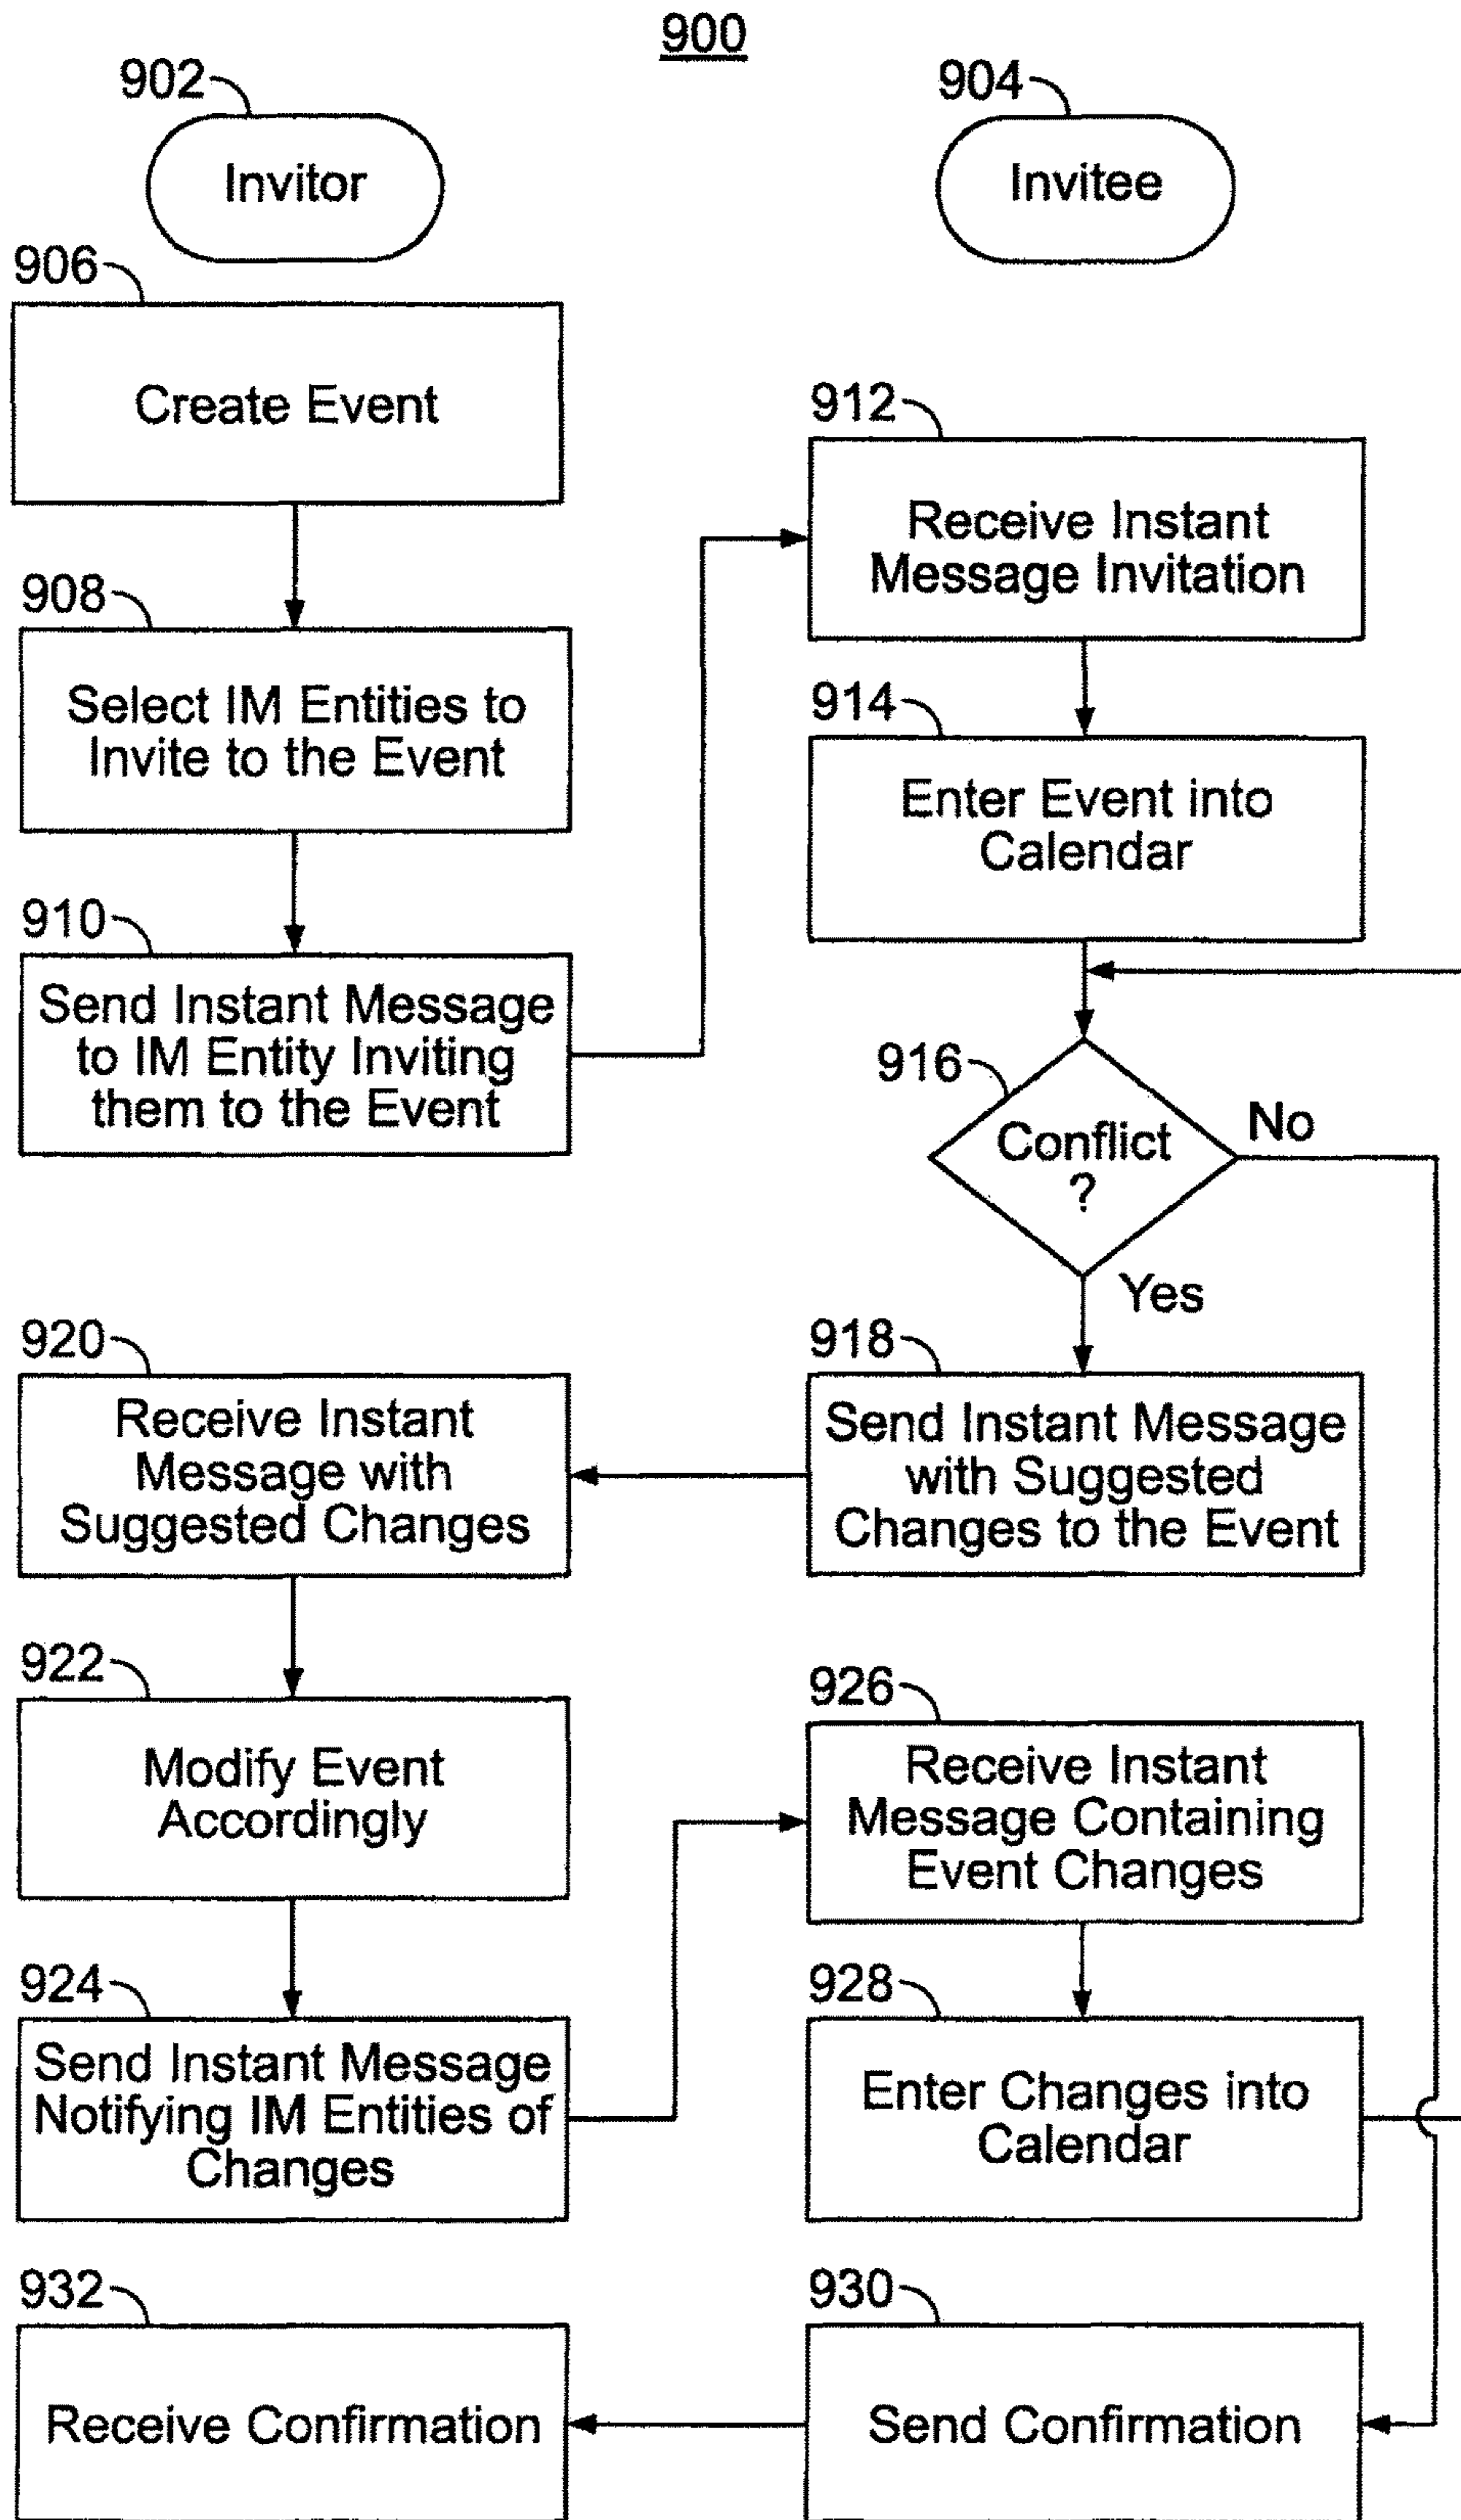 900
902
Invitor
904
Invitee
906
Create Event
908
Select IM Entities to
Invite to the Event
910
Send Instant Message
to IM Entity Inviting
them to the Event
912
Receive Instant
Message Invitation
914
Enter Event into
Calendar
916
Conflict
?
No
Yes
918
Send Instant Message
with Suggested
Changes to the Event
920
Receive Instant
Message with
Suggested Changes
922
Modify Event
Accordingly
924
Send Instant Message
Notifying IM Entities of
Changes
926
Receive Instant
Message Containing
Event Changes
928
Enter Changes into
Calendar
930
Send Confirmation
932
Receive Confirmation